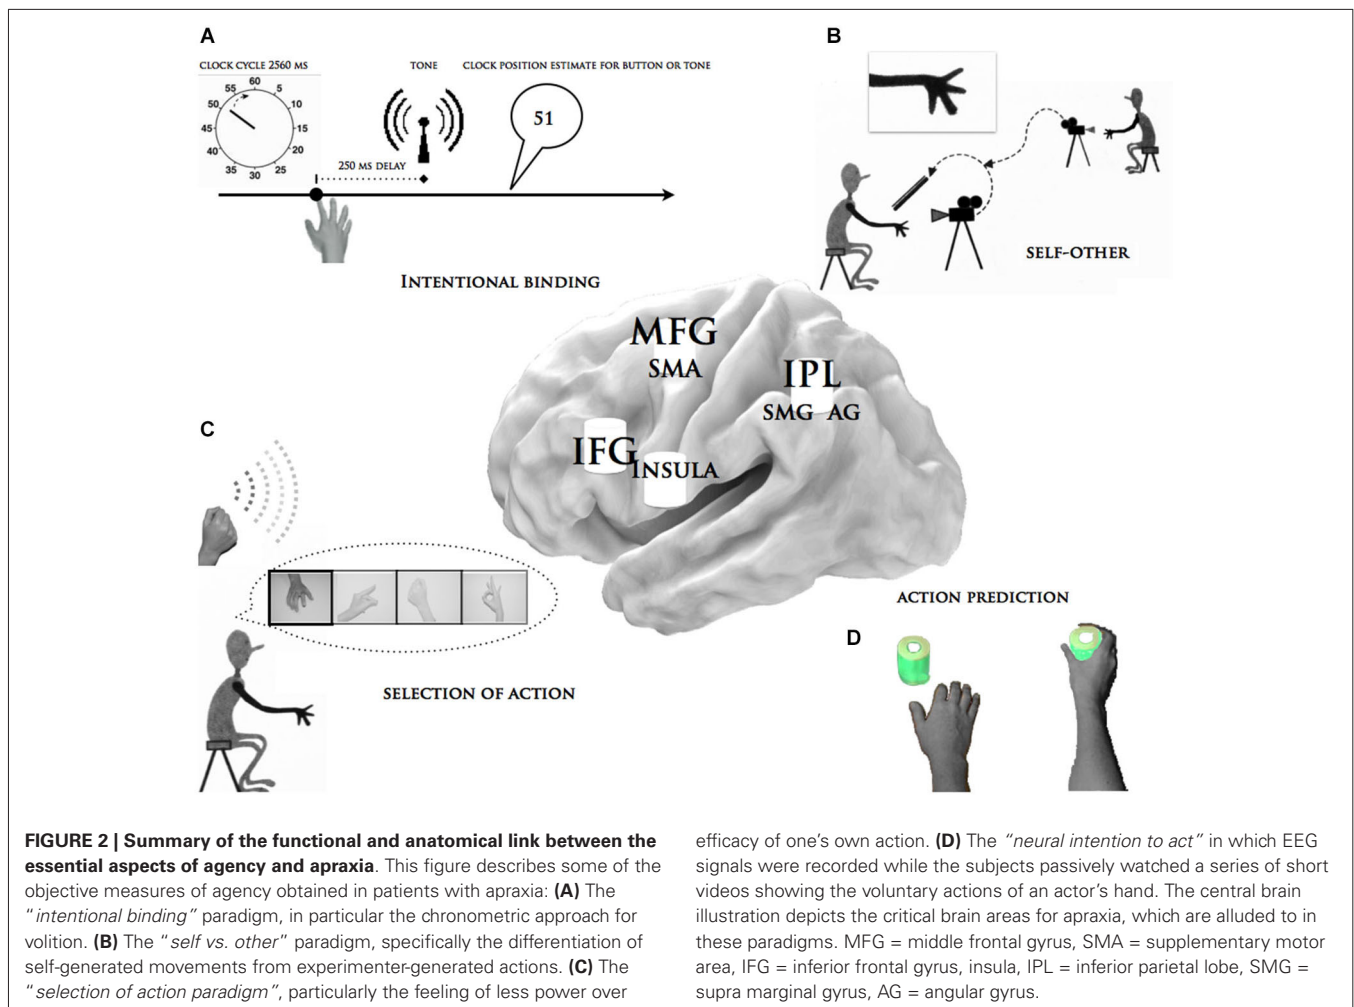 A
CLOCK CYCLE 2560 MS
60
55
5
50
10
45
15
40
20
35
25
30
TONE
CLOCK POSITION ESTIMATE FOR BUTTON OR TONE
51
250 MS DELAY
INTENTIONAL BINDING
B
SELF-OTHER
MFG
SMA
IPL
SMG AG
IFG
INSULA
C
SELECTION OF ACTION
ACTION PREDICTION
D
FIGURE 2 | Summary of the functional and anatomical link between the
essential aspects of agency and apraxia. This figure describes some of the
objective measures of agency obtained in patients with apraxia: (A) The
“intentional binding” paradigm, in particular the chronometric approach for
volition. (B) The “self vs. other” paradigm, specifically the differentiation of
self-generated movements from experimenter-generated actions. (C) The
“selection of action paradigm”, particularly the feeling of less power over
efficacy of one’s own action. (D) The “neural intention to act” in which EEG
signals were recorded while the subjects passively watched a series of short
videos showing the voluntary actions of an actor’s hand. The central brain
illustration depicts the critical brain areas for apraxia, which are alluded to in
these paradigms. MFG = middle frontal gyrus, SMA = supplementary motor
area, IFG = inferior frontal gyrus, insula, IPL = inferior parietal lobe, SMG =
supra marginal gyrus, AG = angular gyrus.